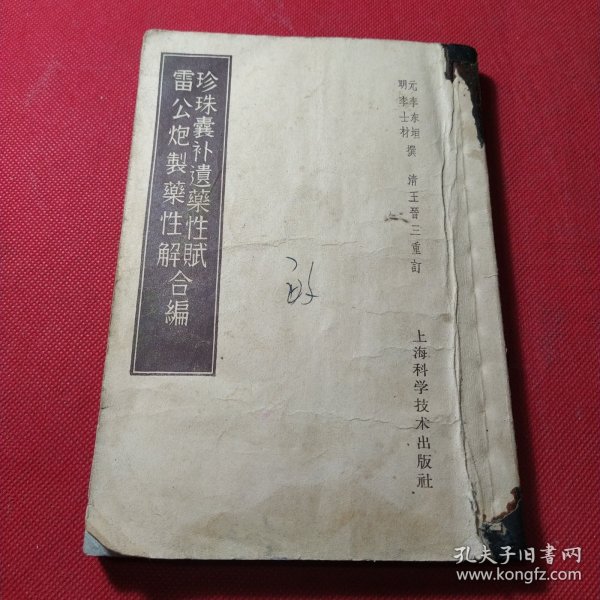 元李东垣
明李士材
撰 清王晉三重訂
珍珠囊补遺藥性賦
雷公炮製藥性解
合編
上海科学技术出版社
孔夫子旧书网
www.kongfz.com